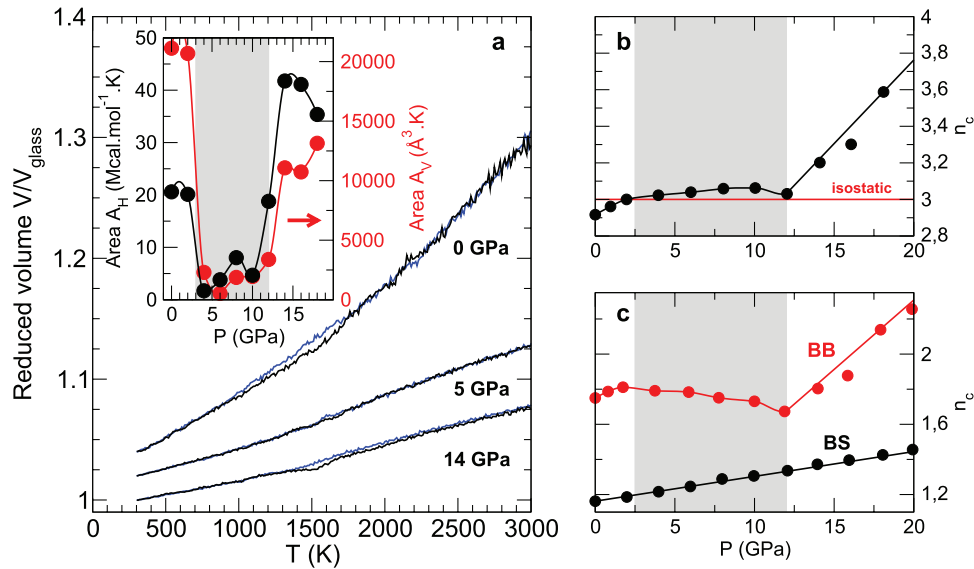 a
Reduced volume V/V_glass
1.4
1.3
1.2
1.1
1
0
500
1000
1500
2000
2500
3000
T (K)
0 GPa
5 GPa
14 GPa
Area A_H (Mcal.mol⁻¹.K)
50
40
30
20
10
0
0
5
10
15
P (GPa)
20000
15000
10000
5000
0
Area A_V (Å³.K)
b
4
3,8
3,6
3,4
3,2
3
2,8
n_c
isostatic
0
5
10
15
20
c
BB
BS
2
1,8
1,6
1,4
1,2
n_c
0
5
10
15
20
P (GPa)